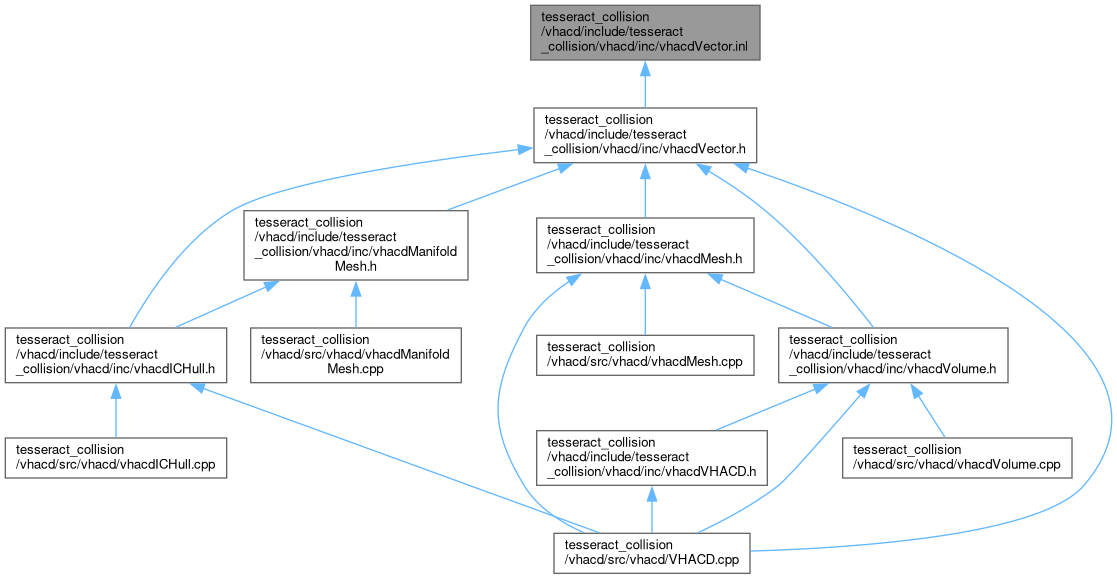 tesseract_collision
/vhacd/include/tesseract
_collision/vhacd/inc/vhacdVector.inl
tesseract_collision
/vhacd/include/tesseract
_collision/vhacd/inc/vhacdVector.h
tesseract_collision
/vhacd/include/tesseract
_collision/vhacd/inc/vhacdManifold
Mesh.h
tesseract_collision
/vhacd/include/tesseract
_collision/vhacd/inc/vhacdMesh.h
tesseract_collision
/vhacd/include/tesseract
_collision/vhacd/inc/vhacdICHull.h
tesseract_collision
/vhacd/src/vhacd/vhacdManifold
Mesh.cpp
tesseract_collision
/vhacd/src/vhacd/vhacdMesh.cpp
tesseract_collision
/vhacd/include/tesseract
_collision/vhacd/inc/vhacdVolume.h
tesseract_collision
/vhacd/src/vhacd/vhacdICHull.cpp
tesseract_collision
/vhacd/include/tesseract
_collision/vhacd/inc/vhacdVHACD.h
tesseract_collision
/vhacd/src/vhacd/vhacdVolume.cpp
tesseract_collision
/vhacd/src/vhacd/VHACD.cpp